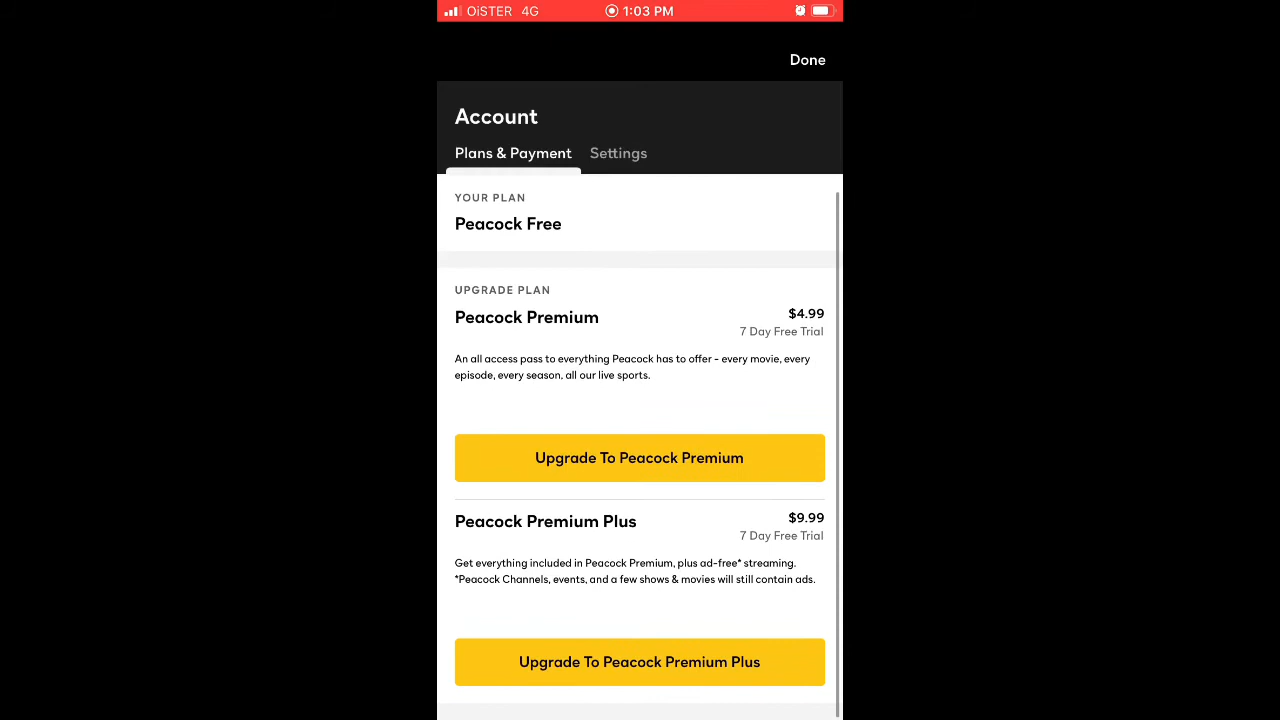 OiSTER 4G 1:03 PM
Done
Account
Plans & Payment Settings
YOUR PLAN
Peacock Free
UPGRADE PLAN
Peacock Premium $4.99
7 Day Free Trial
An all access pass to everything Peacock has to offer - every movie, every
episode, every season, all our live sports.
Upgrade To Peacock Premium
Peacock Premium Plus $9.99
7 Day Free Trial
Get everything included in Peacock Premium, plus ad-free* streaming.
*Peacock Channels, events, and a few shows & movies will still contain ads.
Upgrade To Peacock Premium Plus